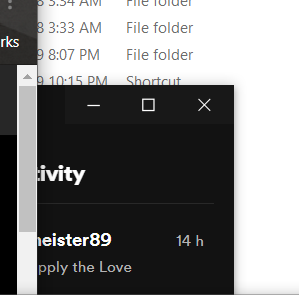 8 3:34 AM File folder
8 3:33 AM File folder
rks
9 8:07 PM File folder
9 10:15 PM Shortcut
tivity
neister89 14 h
pply the Love